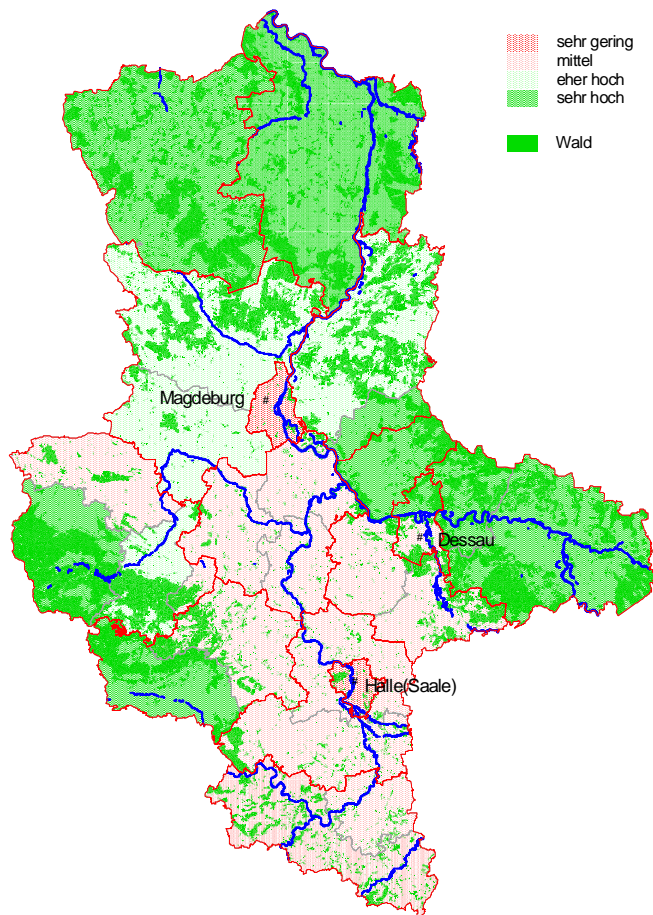 sehr gering
mittel
eher hoch
sehr hoch
Wald
Magdeburg
#
#
Dessau
Halle(Saale)